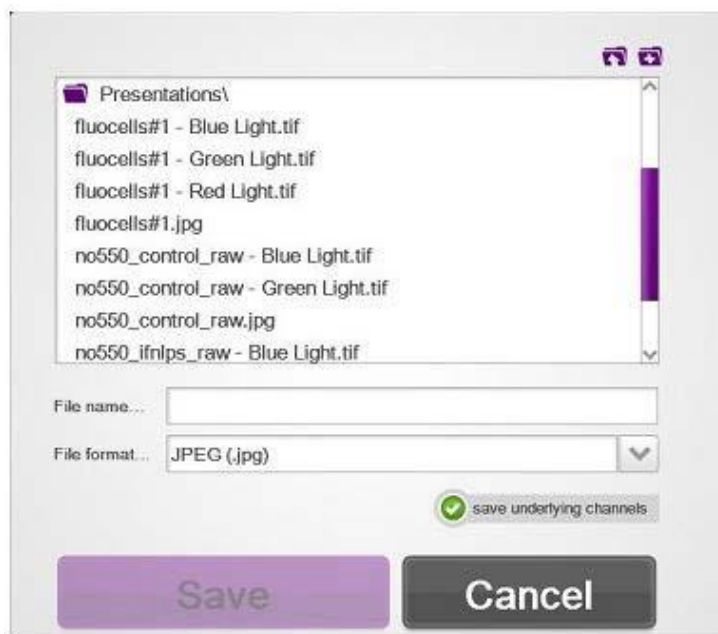 Presentations\
fluocells#1 - Blue Light.tif
fluocells#1 - Green Light.tif
fluocells#1 - Red Light.tif
fluocells#1.jpg
no550_control_raw - Blue Light.tif
no550_control_raw - Green Light.tif
no550_control_raw.jpg
no550_ifnlps_raw - Blue Light.tif
File name...
File format... JPEG (.jpg)
save underlying channels
Save Cancel